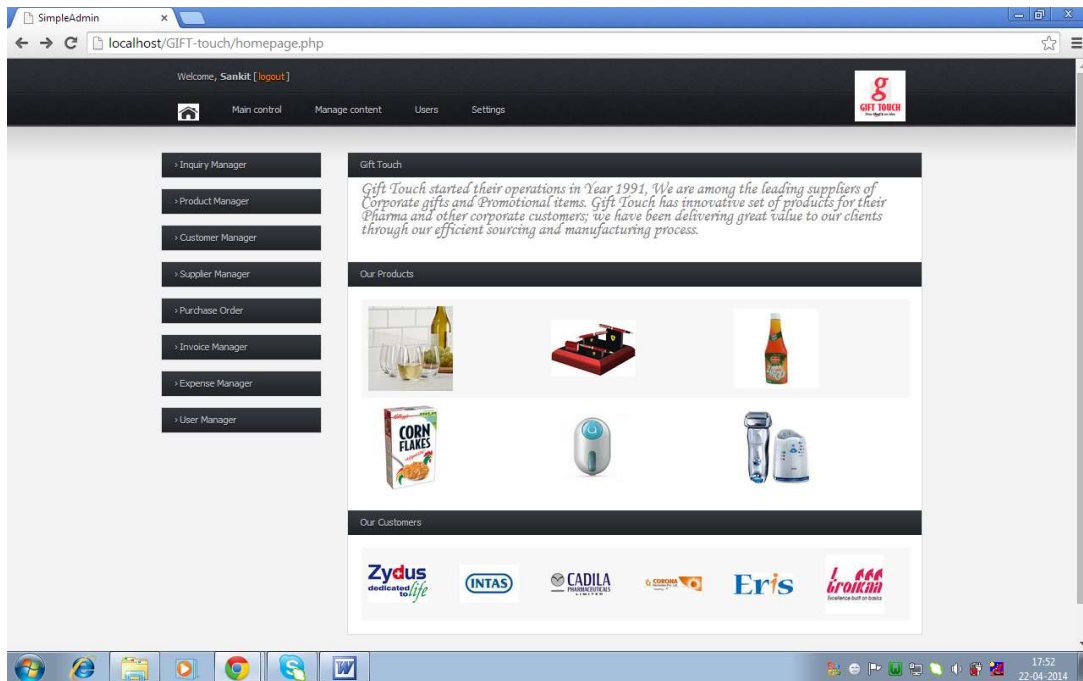 SimpleAdmin
localhost/GIFT-touch/homepage.php
Welcome, Sankit [logout]
Main control Manage content Users Settings
g
GIFT TOUCH
› Inquiry Manager
› Product Manager
› Customer Manager
› Supplier Manager
› Purchase Order
› Invoice Manager
› Expense Manager
› User Manager
Gift Touch
Gift Touch started their operations in Year 1991, We are among the leading suppliers of
Corporate gifts and Promotional items. Gift Touch has innovative set of products for their
Pharma and other corporate customers; we have been delivering great value to our clients
through our efficient sourcing and manufacturing process.
Our Products
CORN
FLAKES
Our Customers
Zydus
dedicated to life
INTAS
CADILA
PHARMACEUTICALS
LIMITED
CORONA
Eris
Troikaa
Excellence built on basics
17:52
22-04-2014